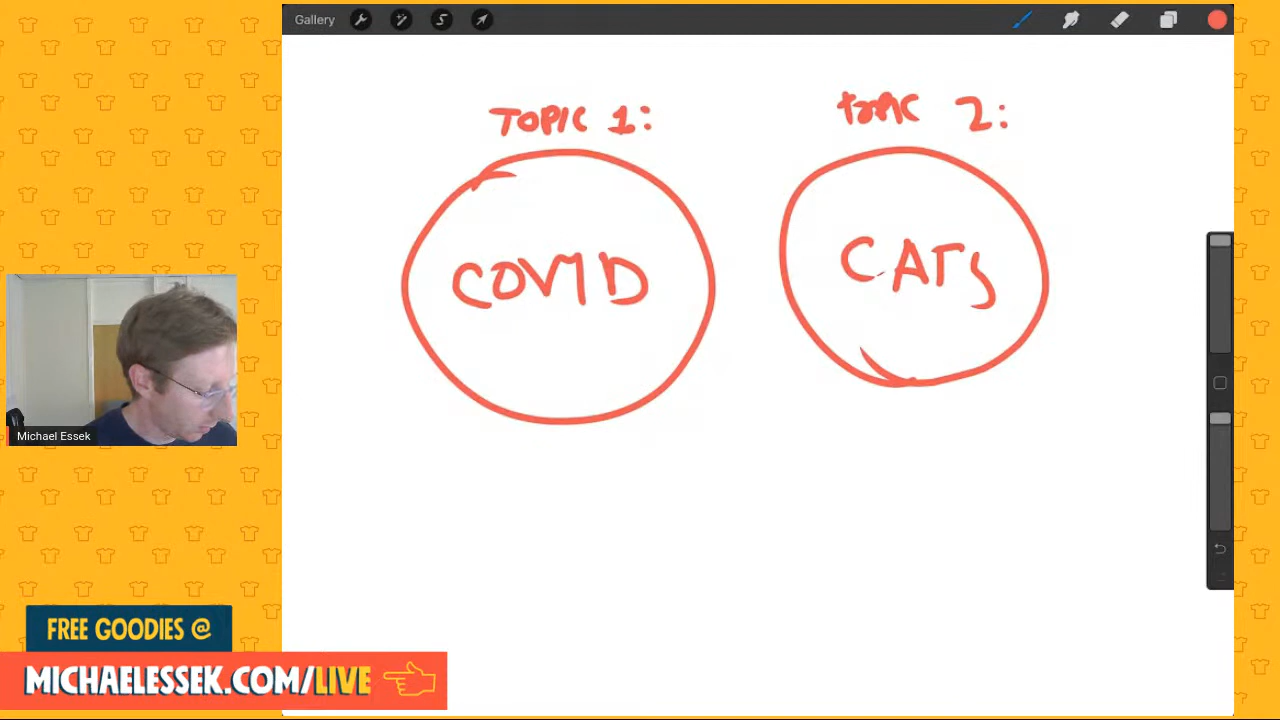 Gallery
TOPIC 1:
topic 2:
COVID
CATS
Michael Essek
FREE GOODIES @
MICHAELESSEK.COM/LIVE